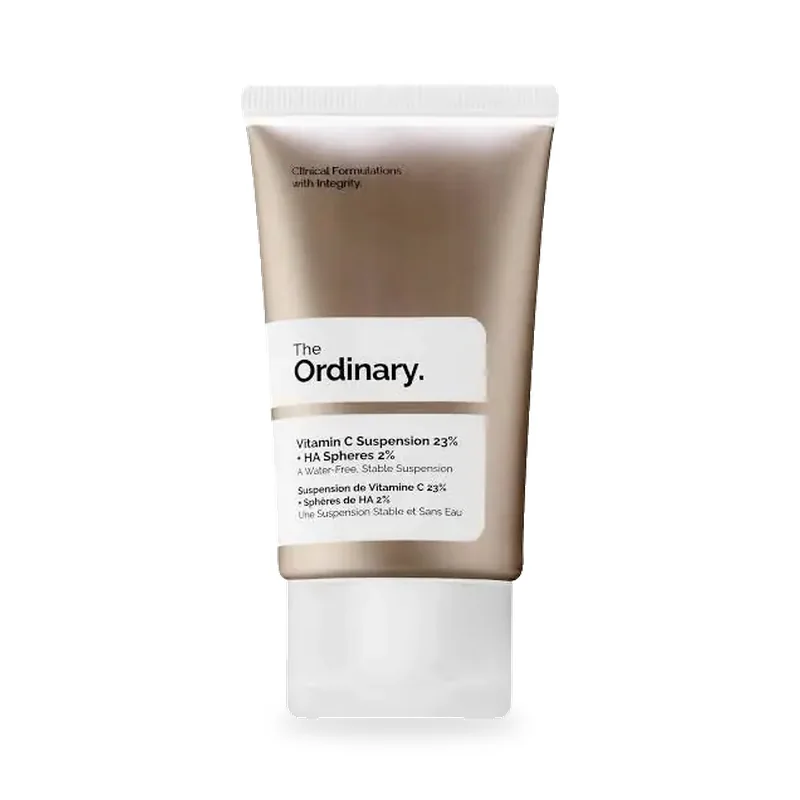 Clinical Formulations
with Integrity.
The
Ordinary.
Vitamin C Suspension 23%
+ HA Spheres 2%
A Water-Free, Stable Suspension
Suspension de Vitamine C 23%
+ Sphères de HA 2%
Une Suspension Stable et Sans Eau